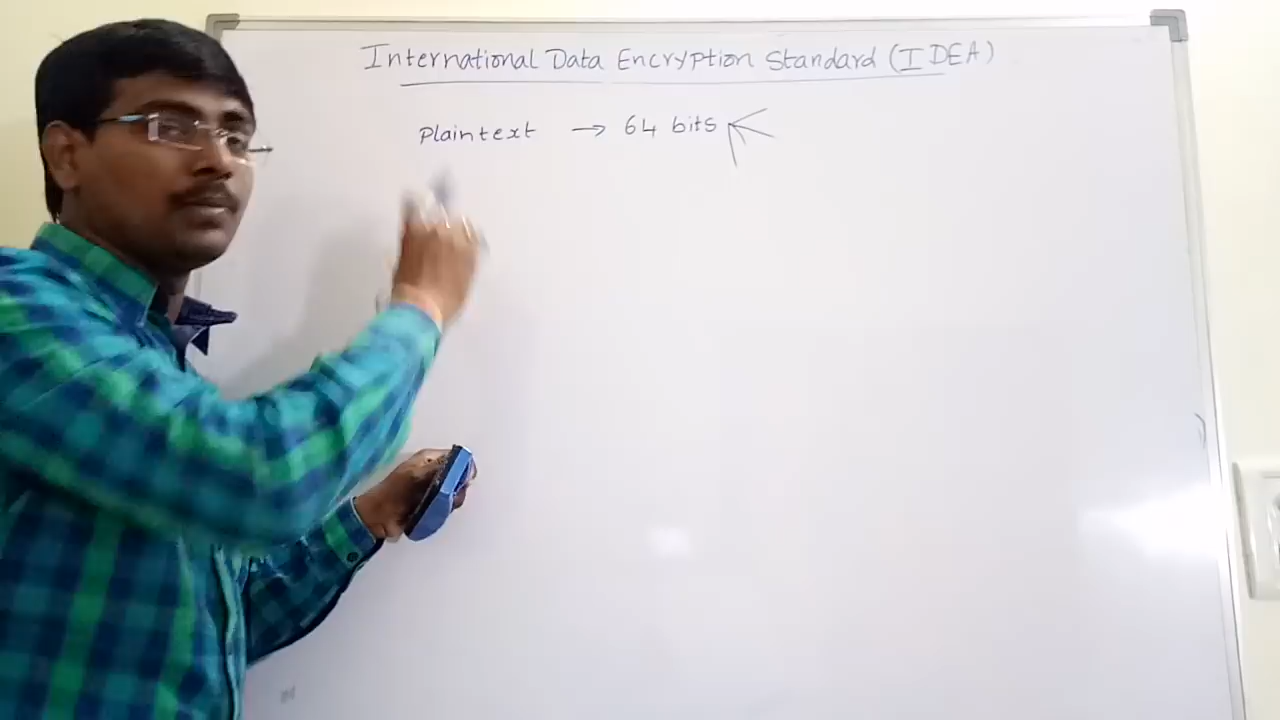 International Data Encryption Standard (IDEA)
Plaintext → 64 bits